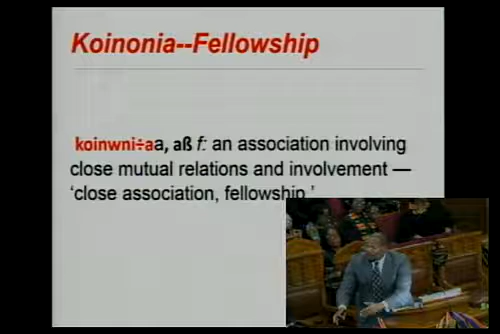 Koinonia--Fellowship
koinwni÷aa, aß f: an association involving
close mutual relations and involvement —
‘close association, fellowship.’